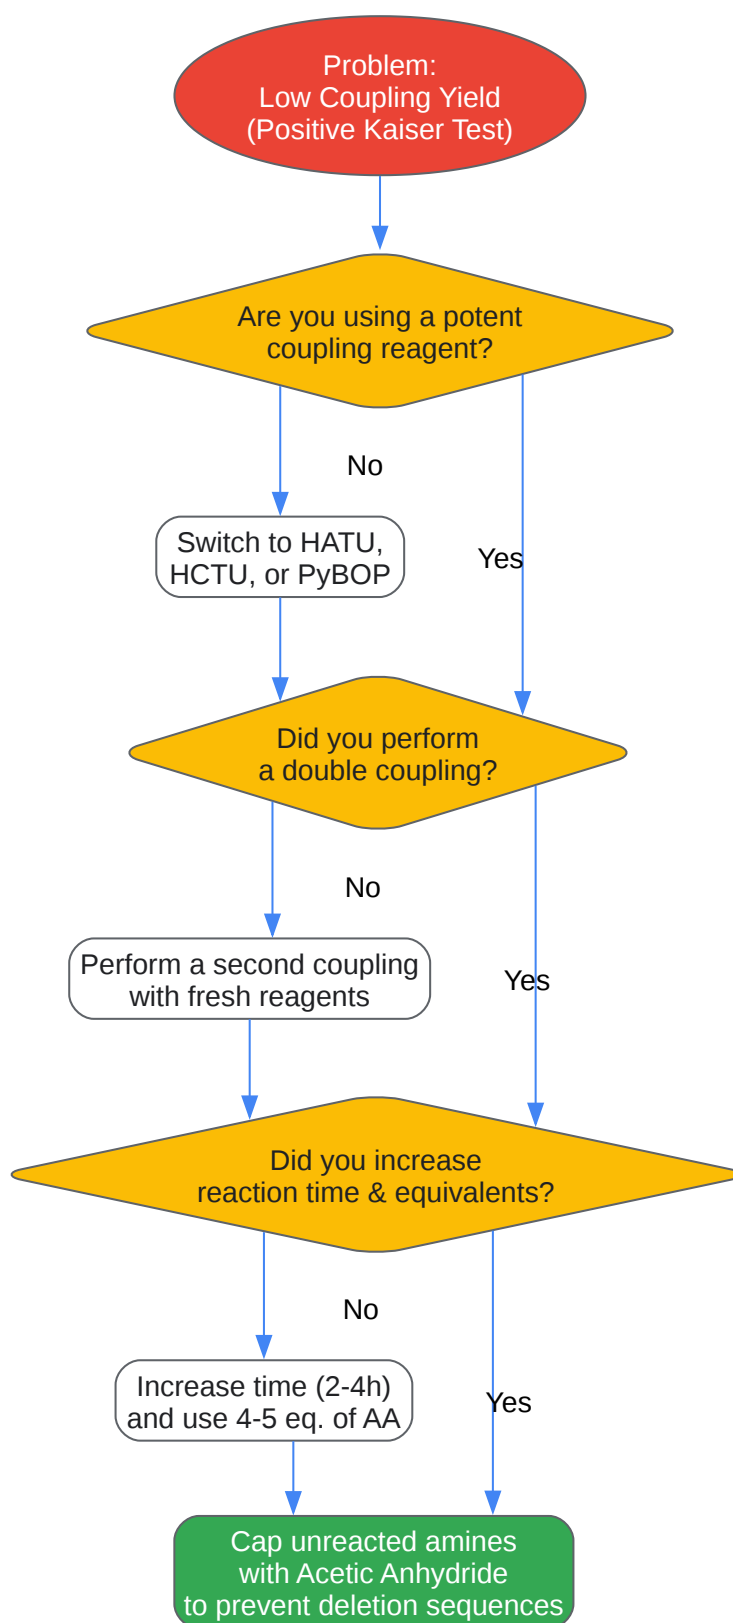 Problem:
Low Coupling Yield
(Positive Kaiser Test)
Are you using a potent
coupling reagent?
No
Switch to HATU,
HCTU, or PyBOP
Yes
Did you perform
a double coupling?
No
Perform a second coupling
with fresh reagents
Yes
Did you increase
reaction time & equivalents?
No
Increase time (2-4h)
and use 4-5 eq. of AA
Yes
Cap unreacted amines
with Acetic Anhydride
to prevent deletion sequences